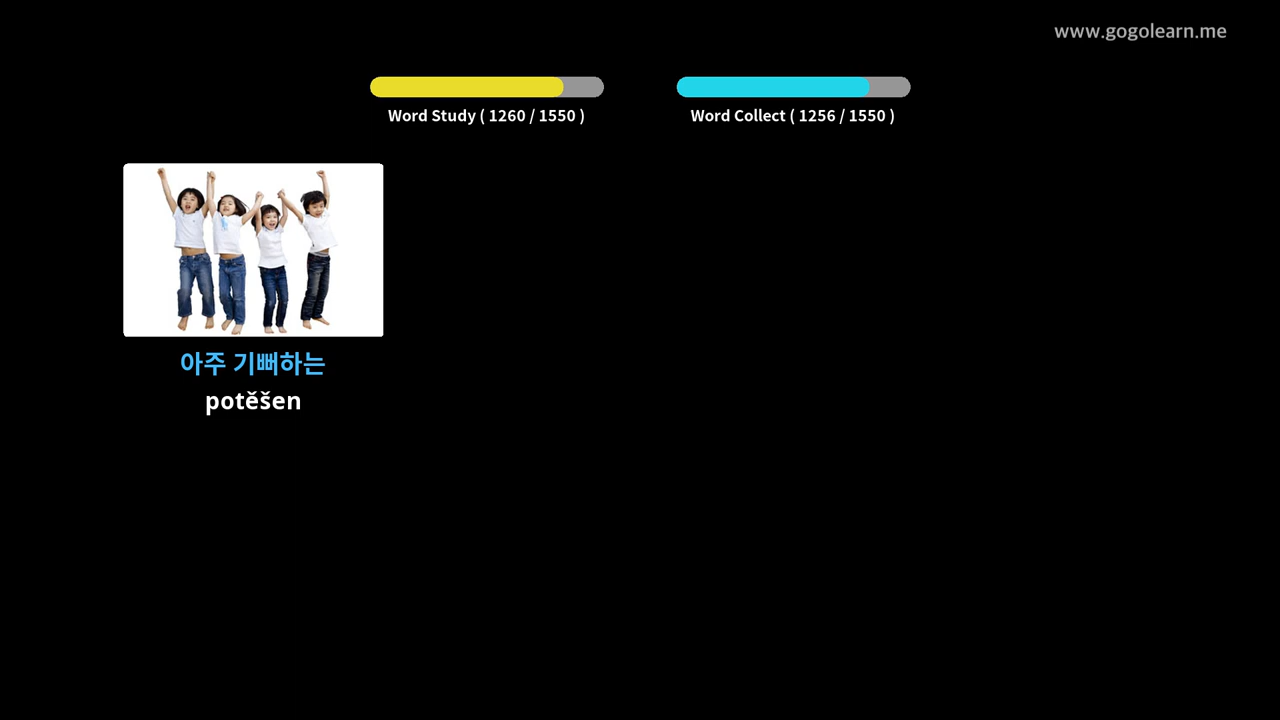 www.gogolearn.me
Word Study ( 1260 / 1550 )
Word Collect ( 1256 / 1550 )
아주 기뻐하는
potěšen